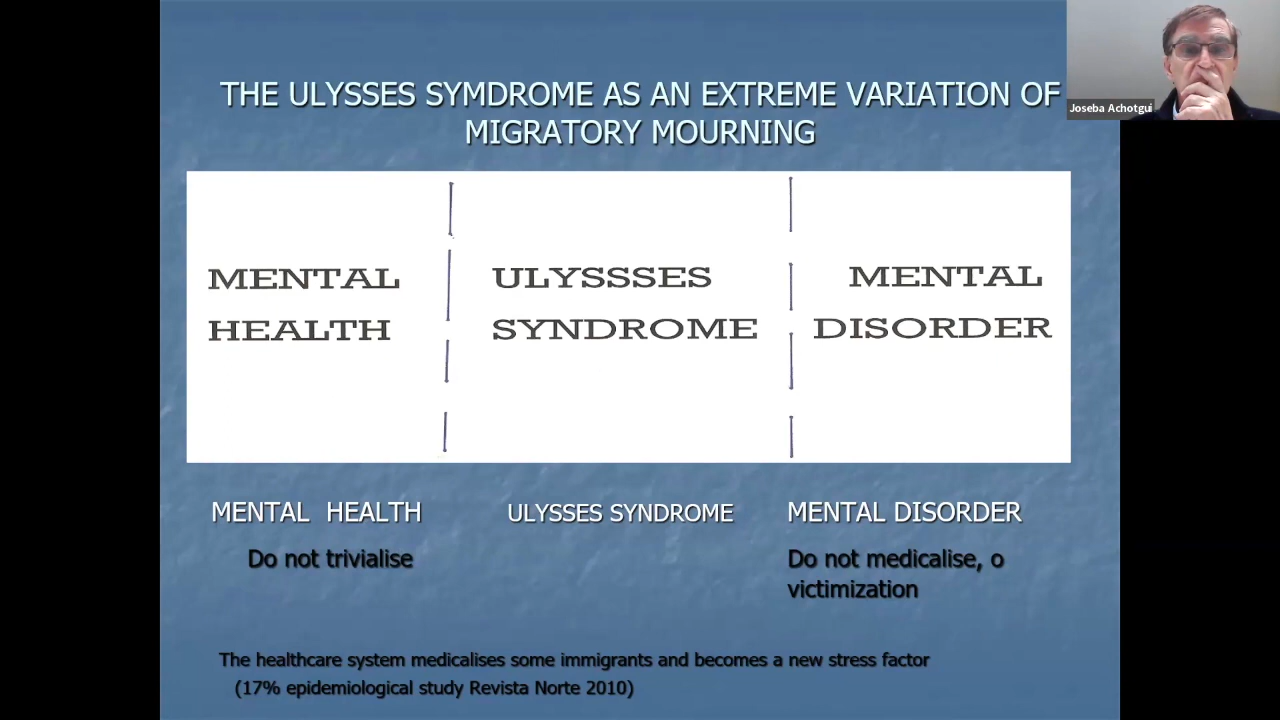 THE ULYSSES SYMDROME AS AN EXTREME VARIATION OF
MIGRATORY MOURNING
Joseba Achotgui
MENTAL
HEALTH
ULYSSSES
SYNDROME
MENTAL
DISORDER
MENTAL HEALTH
ULYSSES SYNDROME
MENTAL DISORDER
Do not trivialise
Do not medicalise, o
victimization
The healthcare system medicalises some immigrants and becomes a new stress factor
(17% epidemiological study Revista Norte 2010)